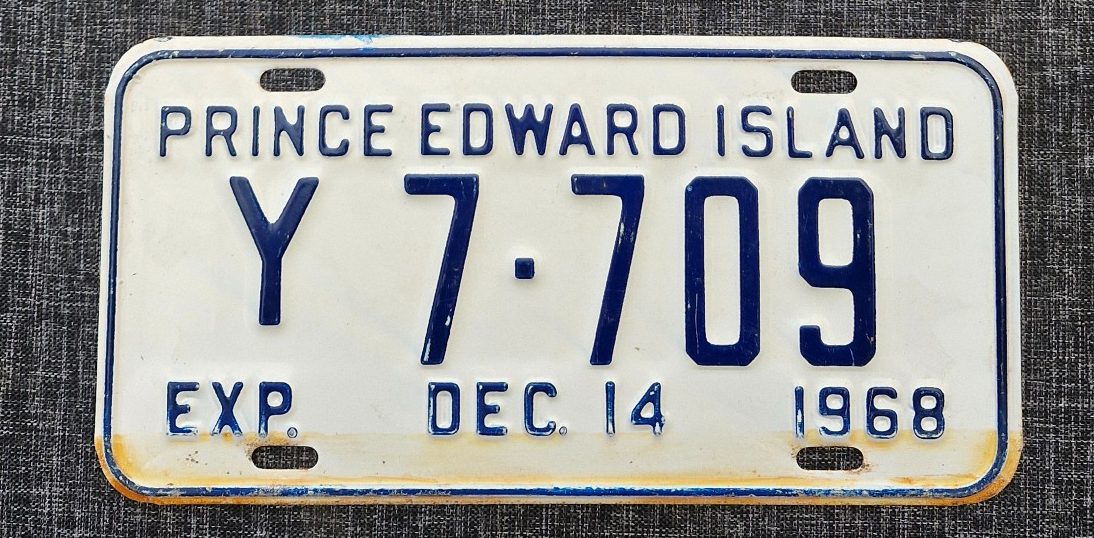 PRINCE EDWARD ISLAND
Y 7·709
EXP. DEC. 14 1968